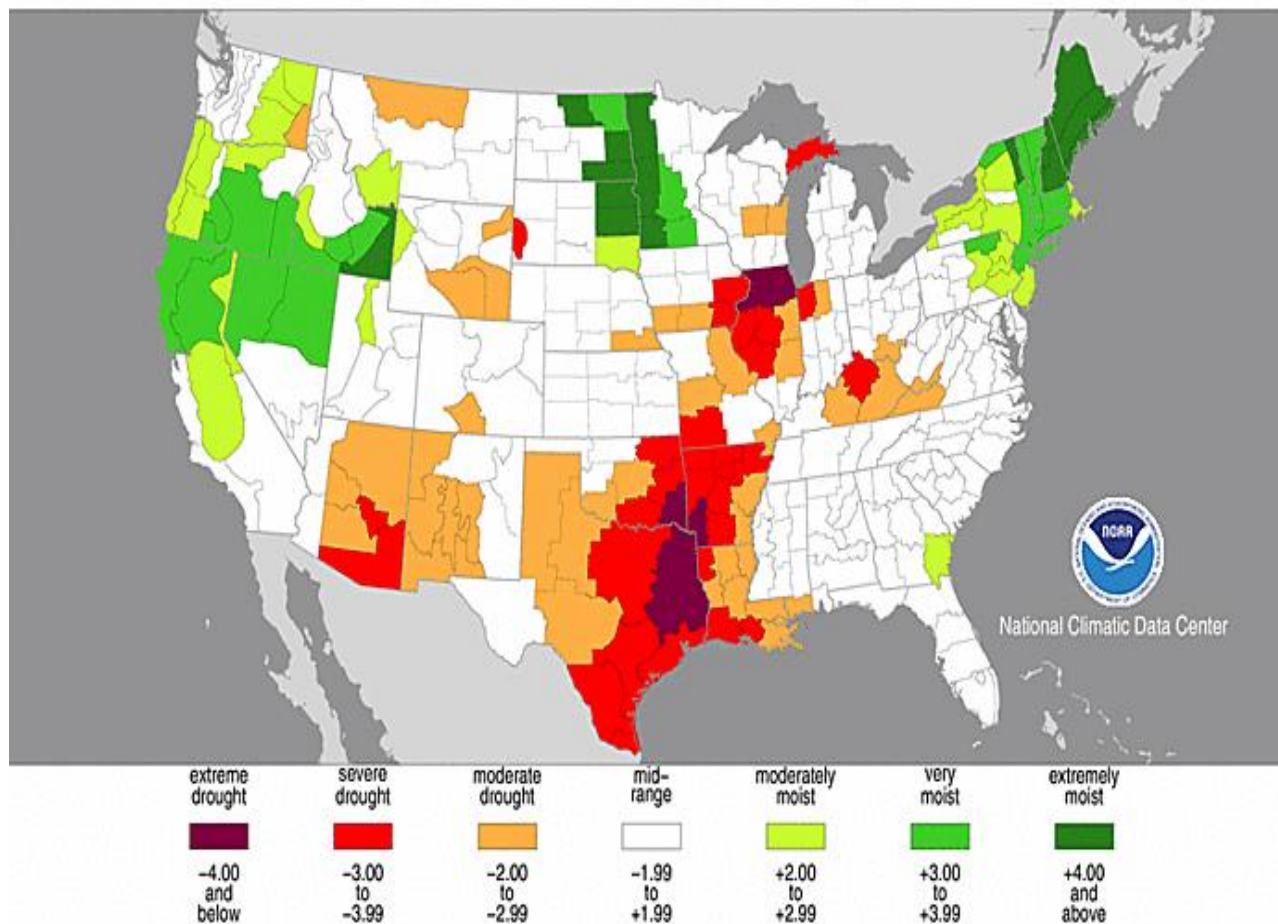 NOAA
National Climatic Data Center
extreme drought
severe drought
moderate drought
mid-range
moderately moist
very moist
extremely moist
-4.00 and below
-3.00 to -3.99
-2.00 to -2.99
-1.99 to +1.99
+2.00 to +2.99
+3.00 to +3.99
+4.00 and above